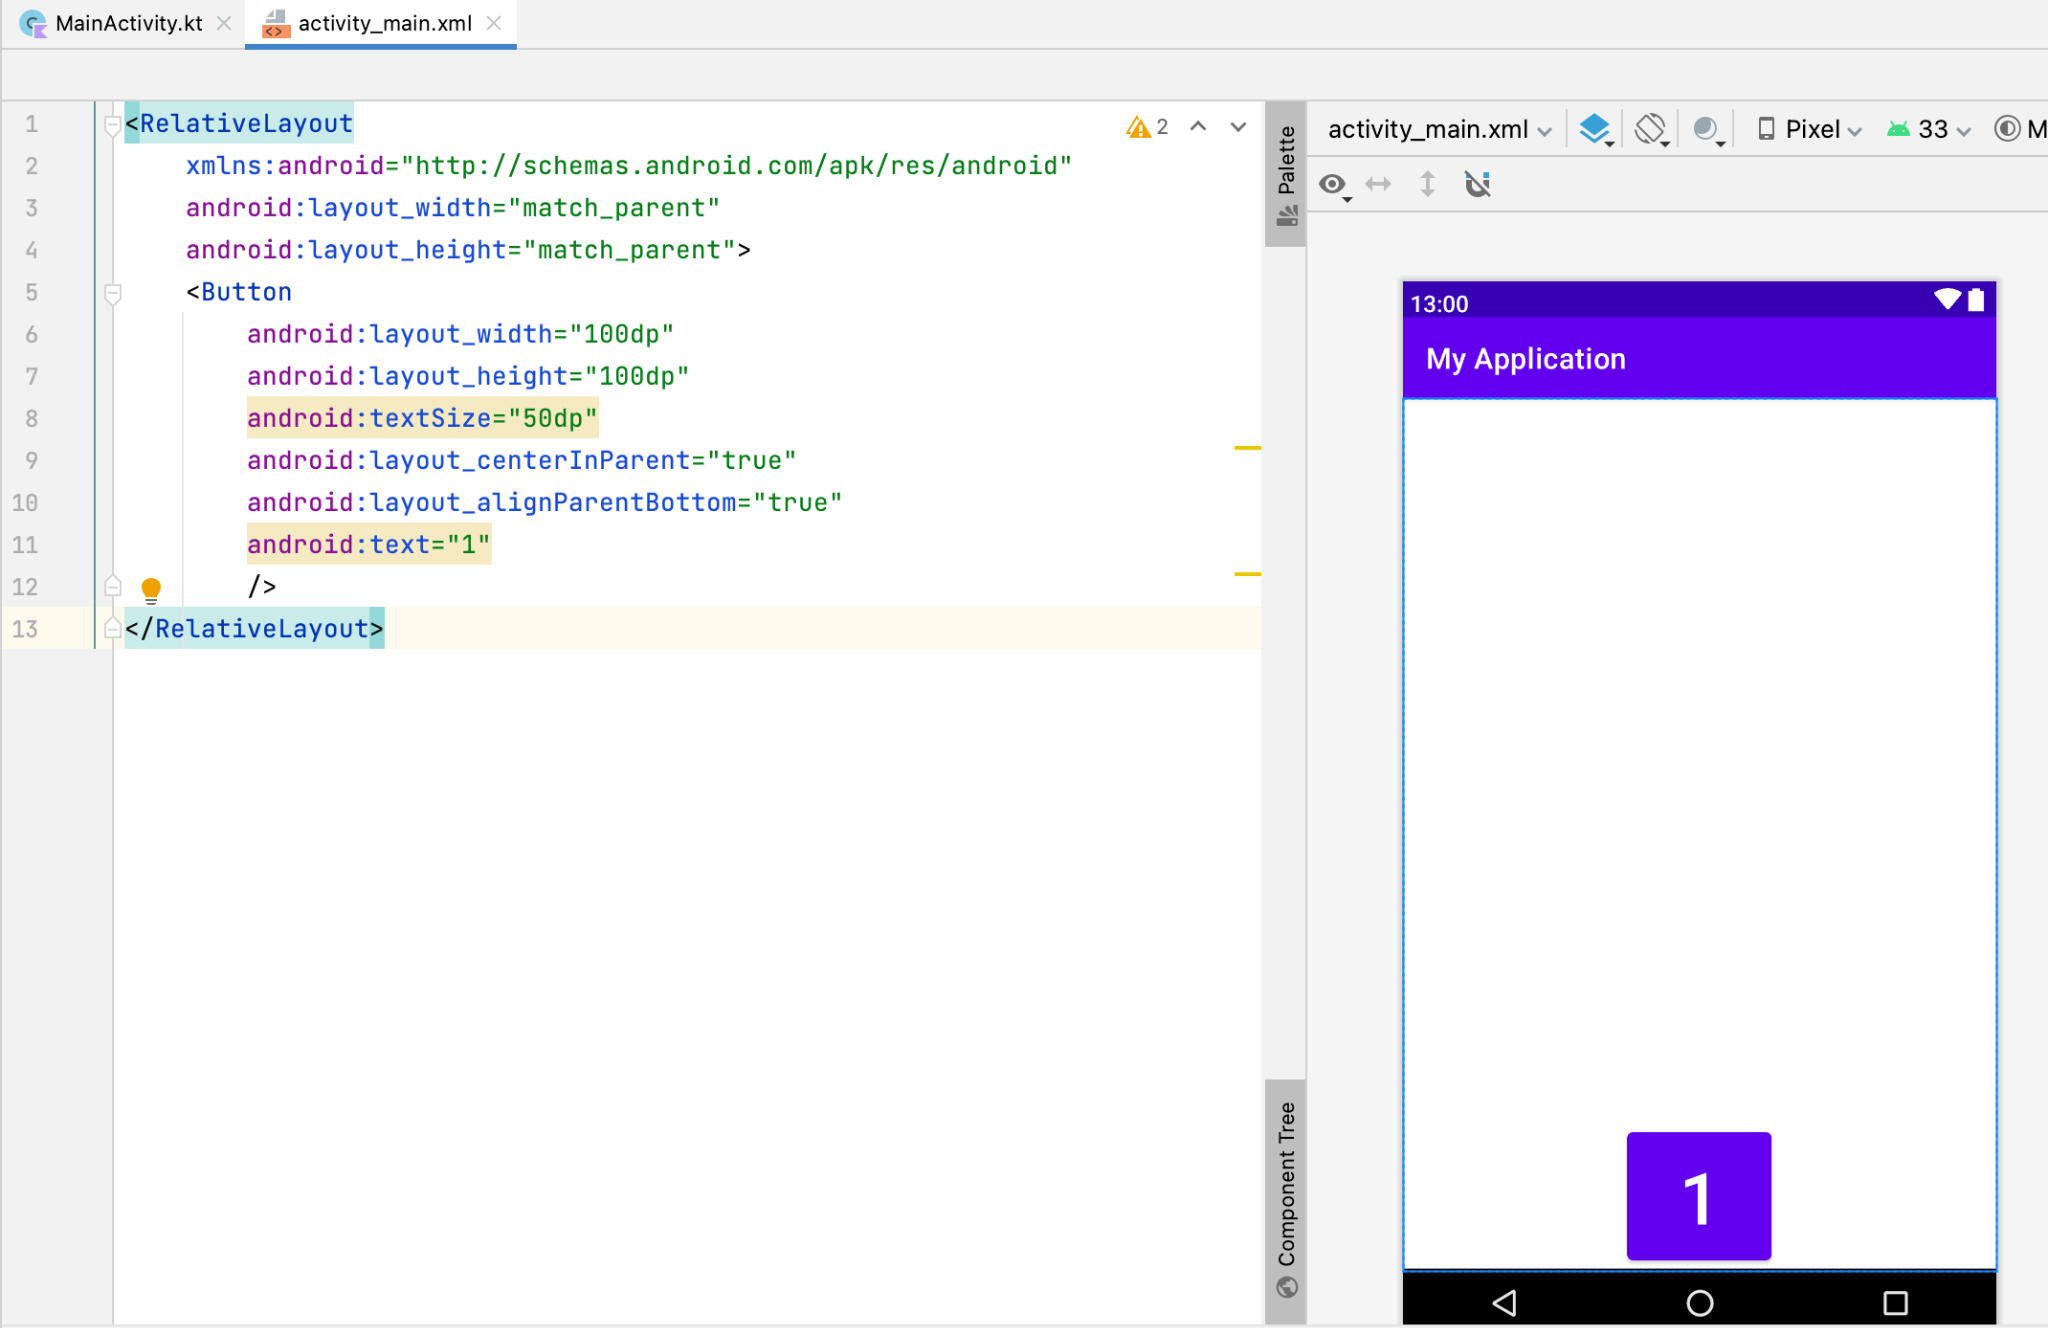 MainActivity.kt
activity_main.xml
1 <RelativeLayout
2 xmlns:android="http://schemas.android.com/apk/res/android"
3 android:layout_width="match_parent"
4 android:layout_height="match_parent">
5 <Button
6 android:layout_width="100dp"
7 android:layout_height="100dp"
8 android:textSize="50dp"
9 android:layout_centerInParent="true"
10 android:layout_alignParentBottom="true"
11 android:text="1"
12 />
13 </RelativeLayout>
2
Palette
Component Tree
activity_main.xml Pixel 33 M
13:00
My Application
1